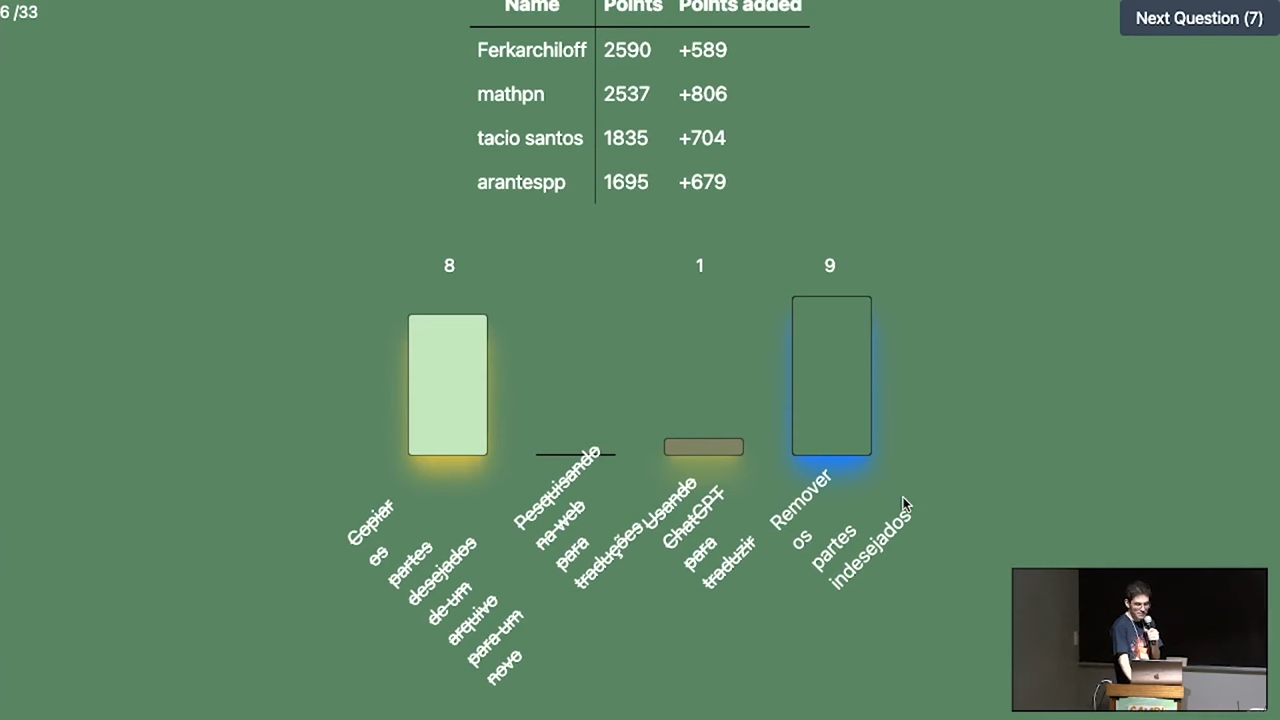 6 /33
Next Question (7)
Name Points Points added
Ferkarchiloff 2590 +589
mathpn 2537 +806
tacio santos 1835 +704
arantespp 1695 +679
8 1 9
Copiar
os
partes
desejados
de um
arquivo
para um
novo
Pesquisando
na web
para
traduções
Usando
ChatGPT
para
traduzir
Remover
os
partes
indesejados